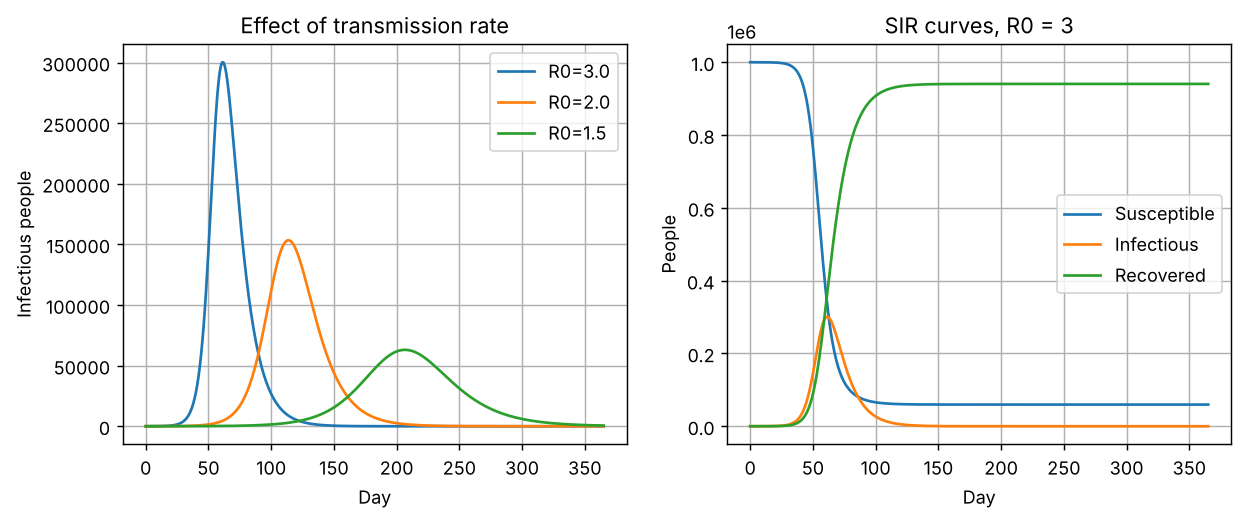 Effect of transmission rate
300000
250000
200000
150000
100000
50000
0
Infectious people
R0=3.0
R0=2.0
R0=1.5
0 50 100 150 200 250 300 350
Day
SIR curves, R0 = 3
1e6
1.0
0.8
0.6
0.4
0.2
0.0
People
Susceptible
Infectious
Recovered
0 50 100 150 200 250 300 350
Day